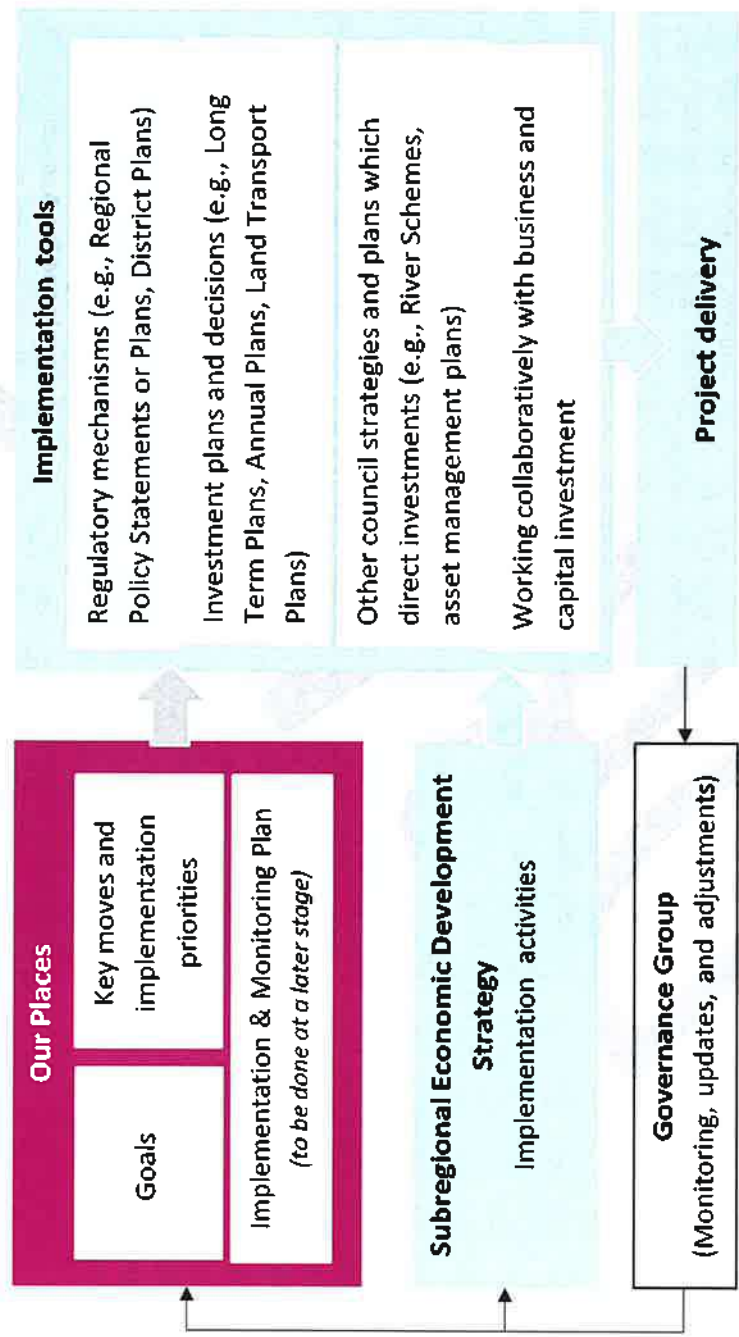 Our Places
Goals
Key moves and
implementation
priorities
Implementation & Monitoring Plan
(to be done at a later stage)
Subregional Economic Development
Strategy
Implementation activities
Governance Group
(Monitoring, updates, and adjustments)
Implementation tools
Regulatory mechanisms (e.g., Regional
Policy Statements or Plans, District Plans)
Investment plans and decisions (e.g., Long
Term Plans, Annual Plans, Land Transport
Plans)
Other council strategies and plans which
direct investments (e.g., River Schemes,
asset management plans)
Working collaboratively with business and
capital investment
Project delivery